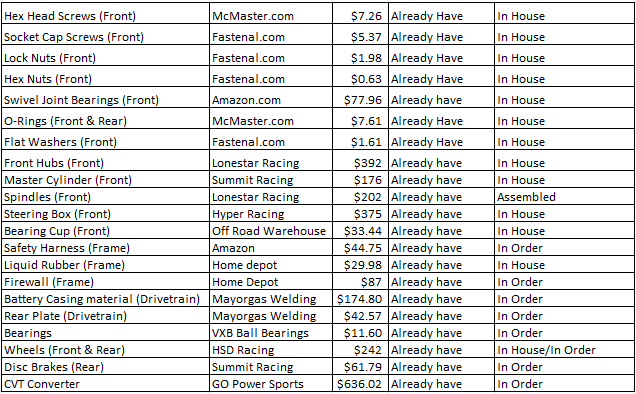 Hex Head Screws (Front) McMaster.com $7.26 Already Have In House
Socket Cap Screws (Front) Fastenal.com $5.37 Already Have In House
Lock Nuts (Front) Fastenal.com $1.98 Already Have In House
Hex Nuts (Front) Fastenal.com $0.63 Already Have In House
Swivel Joint Bearings (Front) Amazon.com $77.96 Already have In House
O-Rings (Front & Rear) McMaster.com $7.61 Already Have In House
Flat Washers (Front) Fastenal.com $1.61 Already Have In House
Front Hubs (Front) Lonestar Racing $392 Already have In House
Master Cylinder (Front) Summit Racing $176 Already have In House
Spindles (Front) Lonestar Racing $202 Already have Assembled
Steering Box (Front) Hyper Racing $375 Already have In House
Bearing Cup (Front) Off Road Warehouse $33.44 Already have In House
Safety Harness (Frame) Amazon $44.75 Already have In Order
Liquid Rubber (Frame) Home depot $29.98 Already have In House
Firewall (Frame) Home Depot $87 Already have In Order
Battery Casing material (Drivetrain) Mayorgas Welding $174.80 Already have In Order
Rear Plate (Drivetrain) Mayorgas Welding $42.57 Already have In Order
Bearings VXB Ball Bearings $11.60 Already have In Order
Wheels (Front & Rear) HSD Racing $242 Already have In House/In Order
Disc Brakes (Rear) Summit Racing $61.79 Already have In Order
CVT Converter GO Power Sports $636.02 Already have In Order